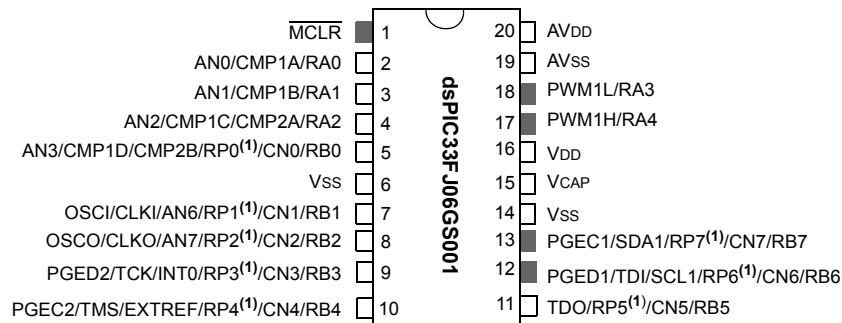 MCLR 1
AN0/CMP1A/RA0 2
AN1/CMP1B/RA1 3
AN2/CMP1C/CMP2A/RA2 4
AN3/CMP1D/CMP2B/RP0(1)/CN0/RB0 5
VSS 6
OSCI/CLKI/AN6/RP1(1)/CN1/RB1 7
OSCO/CLKO/AN7/RP2(1)/CN2/RB2 8
PGED2/TCK/INT0/RP3(1)/CN3/RB3 9
PGEC2/TMS/EXTREF/RP4(1)/CN4/RB4 10
dsPIC33FJ06GS001
20 AVDD
19 AVSS
18 PWM1L/RA3
17 PWM1H/RA4
16 VDD
15 VCAP
14 VSS
13 PGEC1/SDA1/RP7(1)/CN7/RB7
12 PGED1/TDI/SCL1/RP6(1)/CN6/RB6
11 TDO/RP5(1)/CN5/RB5